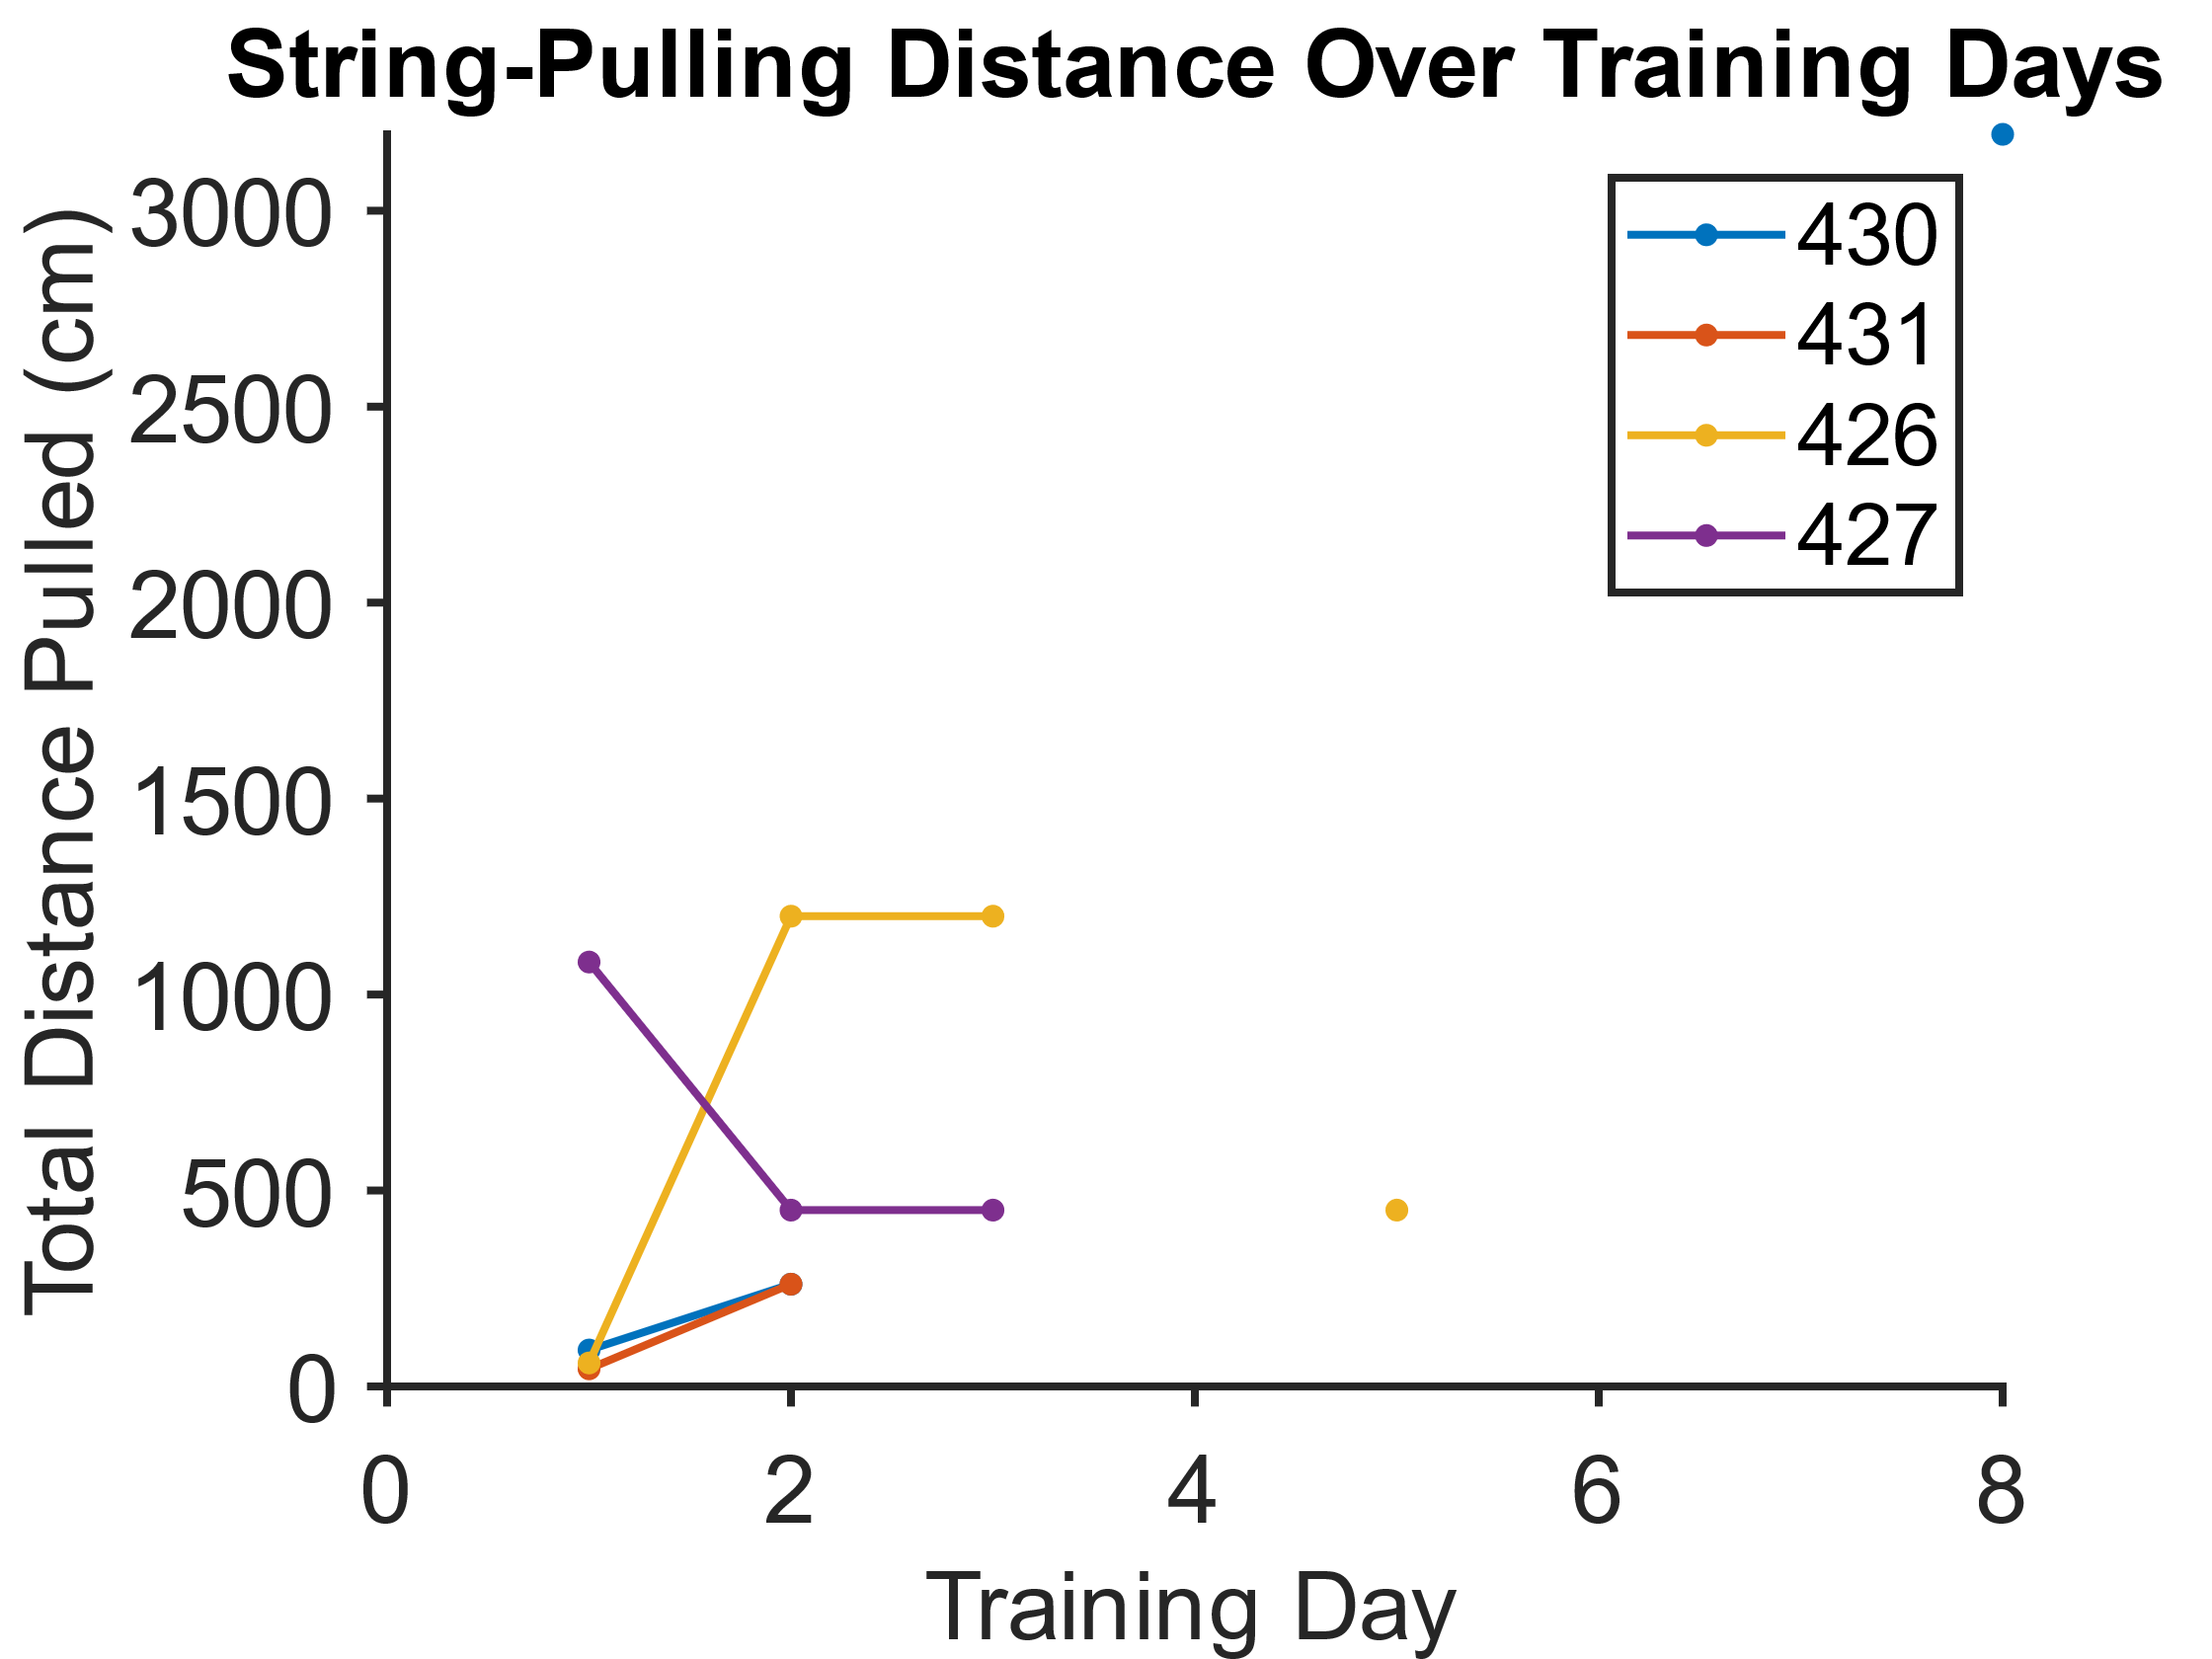 String-Pulling Distance Over Training Days
Total Distance Pulled (cm)
3000
2500
2000
1500
1000
500
0
430
431
426
427
0 2 4 6 8
Training Day